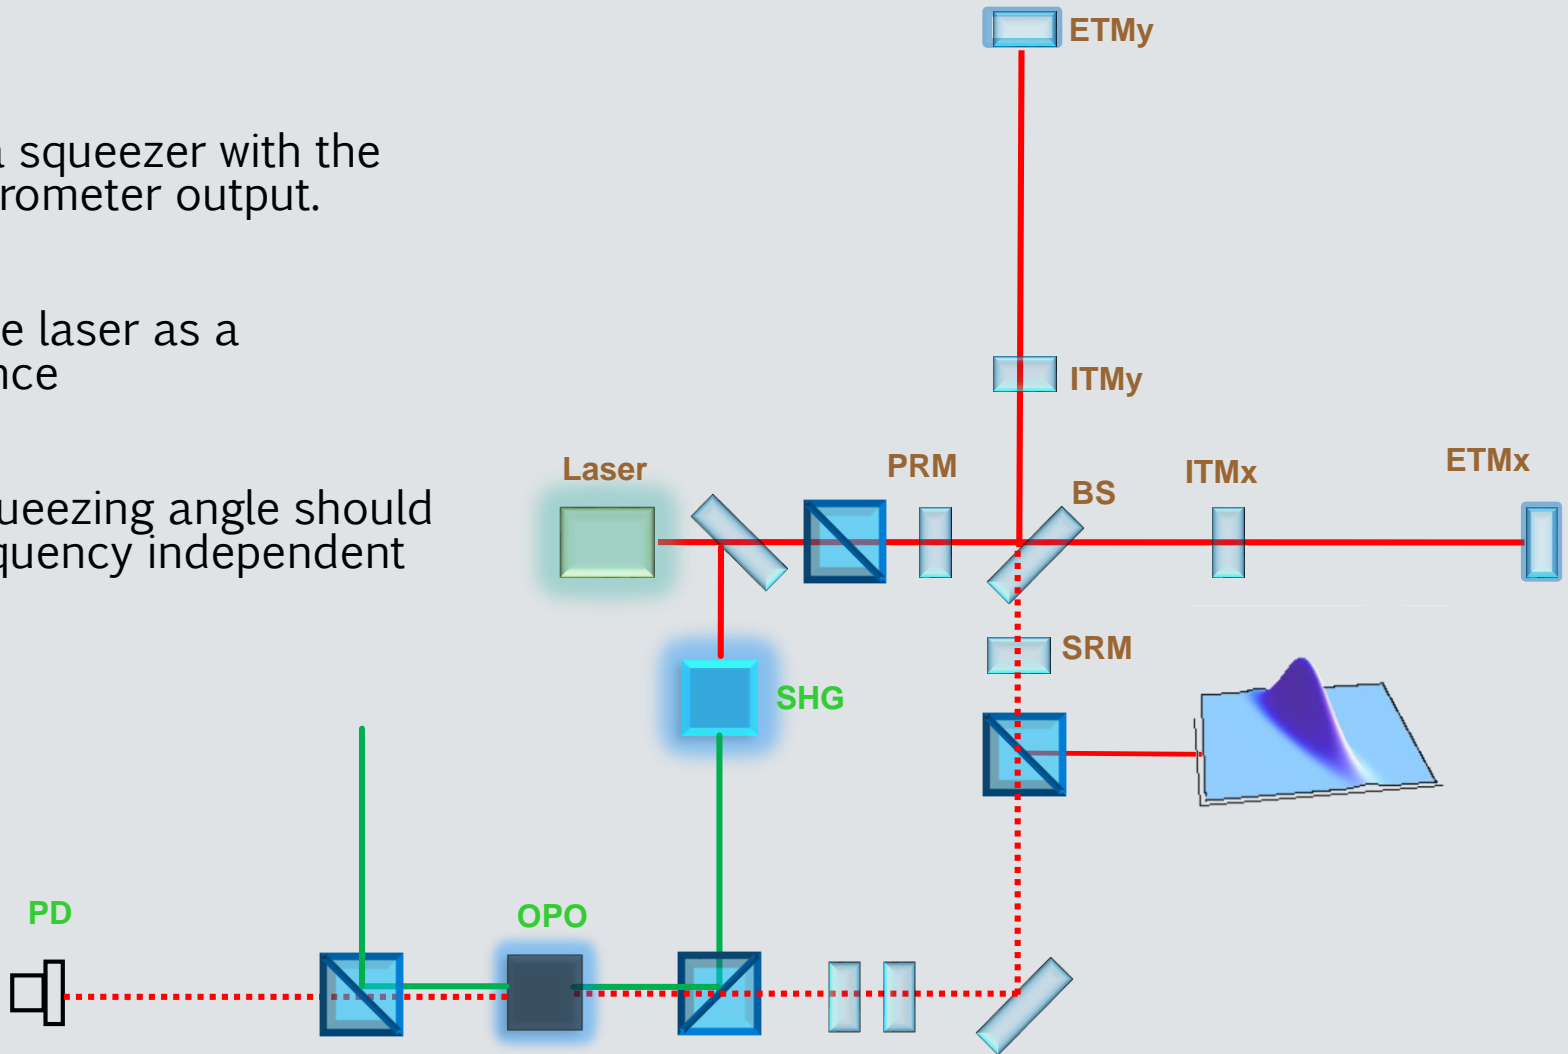 ETMy
a squeezer with the
rometer output.
e laser as a
nce
ITMy
Laser
PRM
BS
ITMx
ETMx
queezing angle should
quency independent
SRM
SHG
PD
OPO